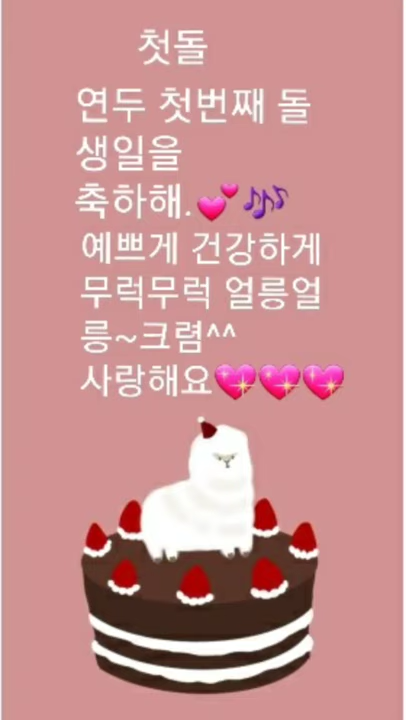 첫돌
연두 첫번째 돌
생일을
축하해.💕🎶
예쁘게 건강하게
무럭무럭 얼릉얼
릉~크렴^^
사랑해요💖💖💖